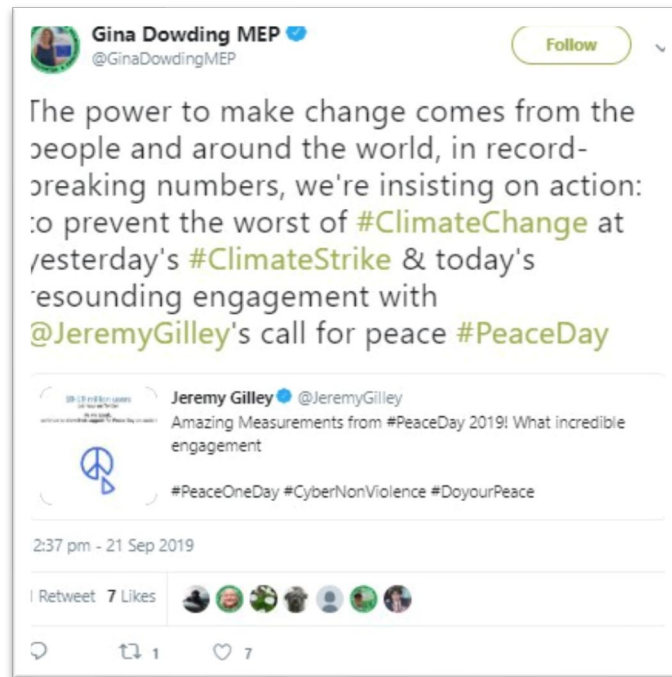 Gina Dowding MEP
@GinaDowdingMEP
Follow
The power to make change comes from the
people and around the world, in record-
breaking numbers, we're insisting on action:
to prevent the worst of #ClimateChange at
yesterday's #ClimateStrike & today's
resounding engagement with
@JeremyGilley's call for peace #PeaceDay
Jeremy Gilley @JeremyGilley
Amazing Measurements from #PeaceDay 2019! What incredible
engagement
#PeaceOneDay #CyberNonViolence #DoyourPeace
2:37 pm - 21 Sep 2019
1 Retweet 7 Likes
1
7